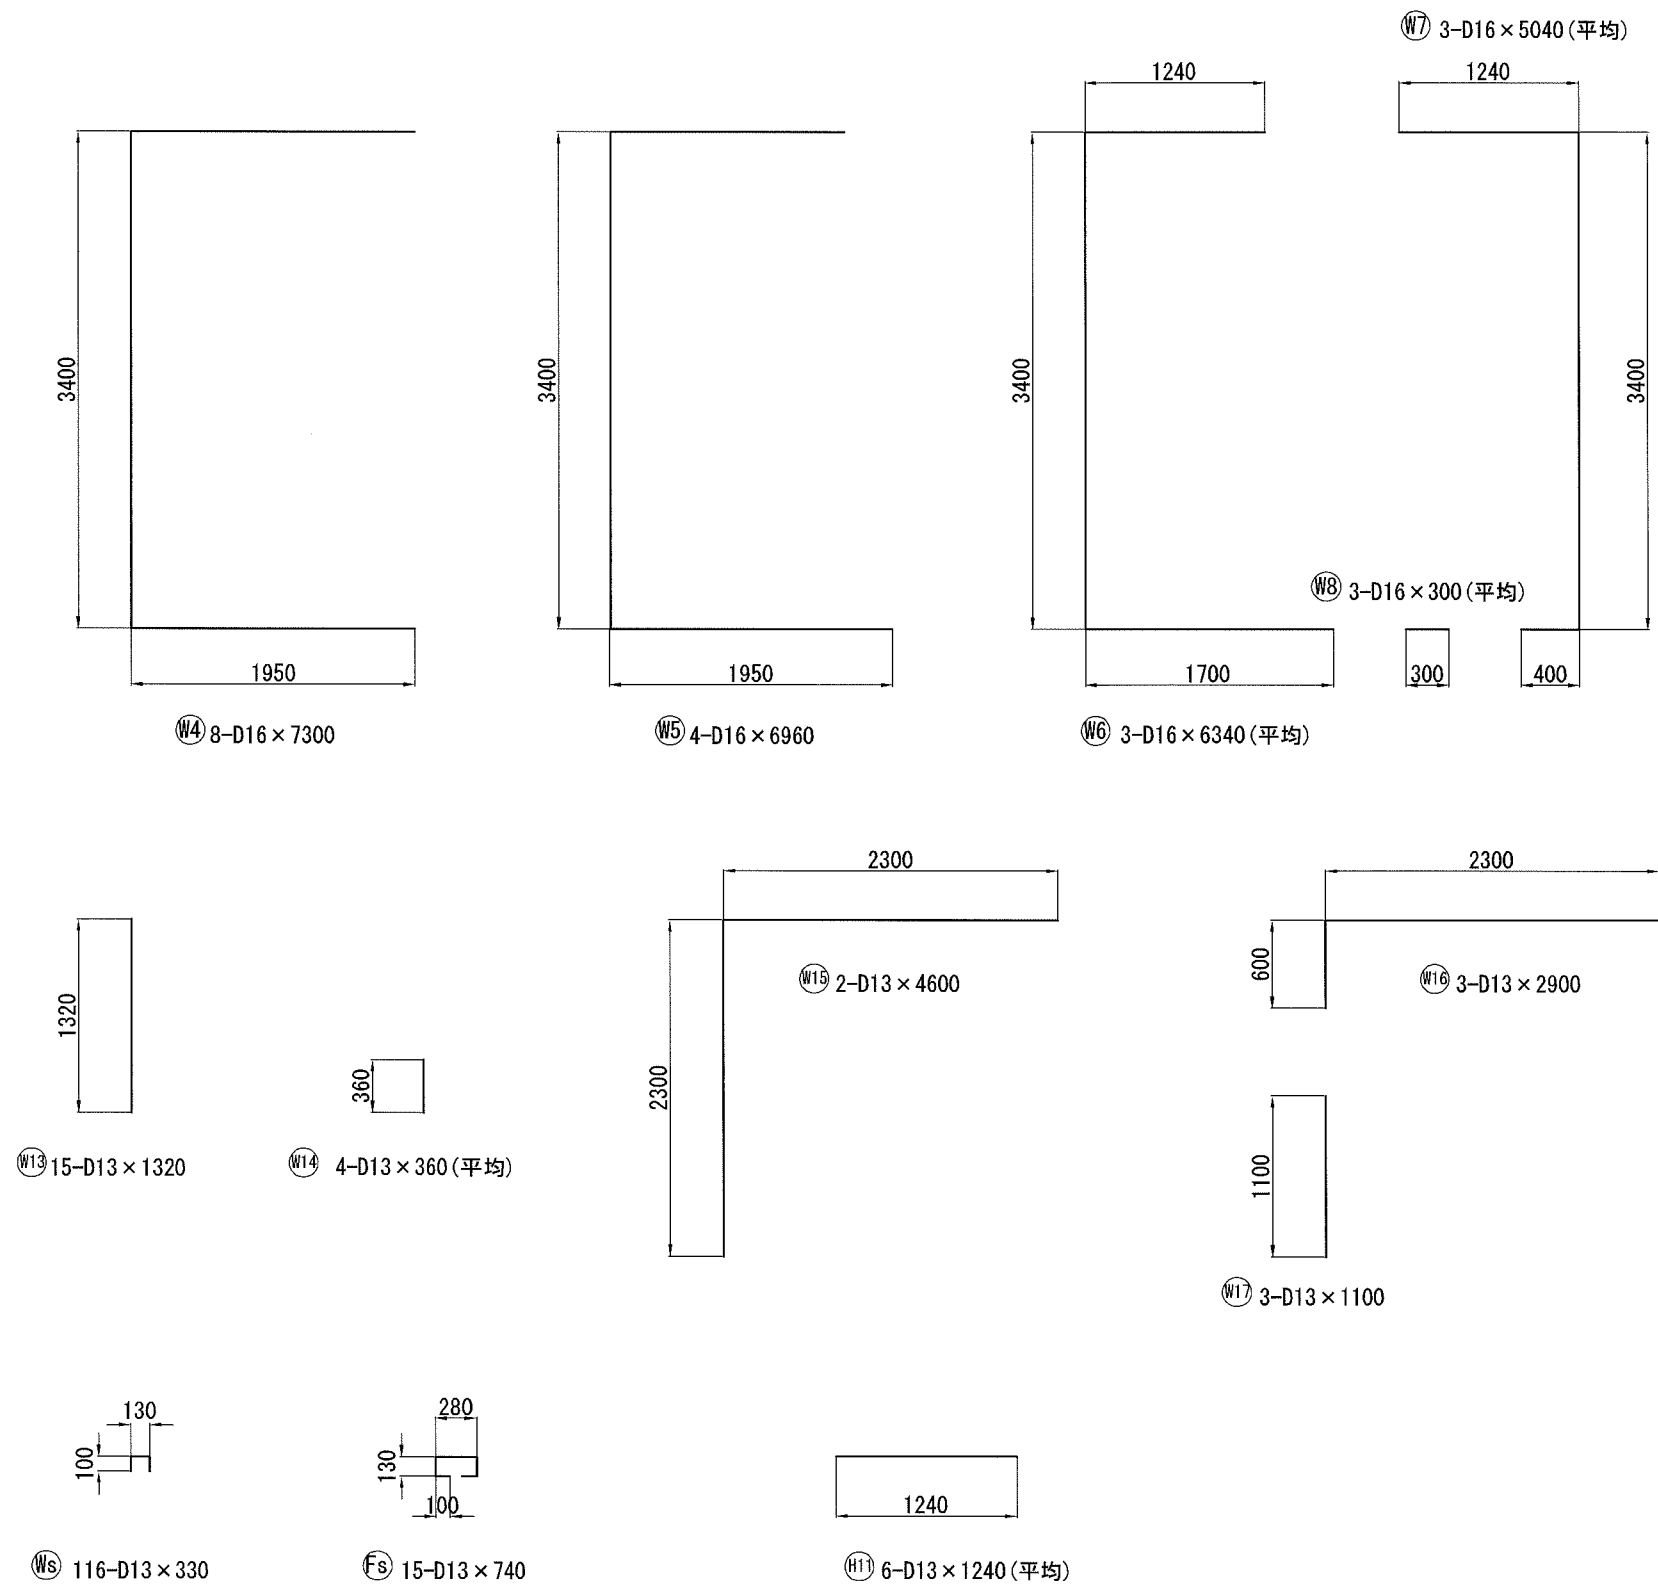 W7 3-D16×5040(平均)
1240
1240
3400
3400
3400
3400
W8 3-D16×300(平均)
1950
1950
1700
300
400
W4 8-D16×7300
W5 4-D16×6960
W6 3-D16×6340(平均)
2300
2300
1320
360
2300
600
1100
W15 2-D13×4600
W16 3-D13×2900
W13 15-D13×1320
W14 4-D13×360(平均)
W17 3-D13×1100
130
100
280
130
100
1240
Ws 116-D13×330
Fs 15-D13×740
H11 6-D13×1240(平均)